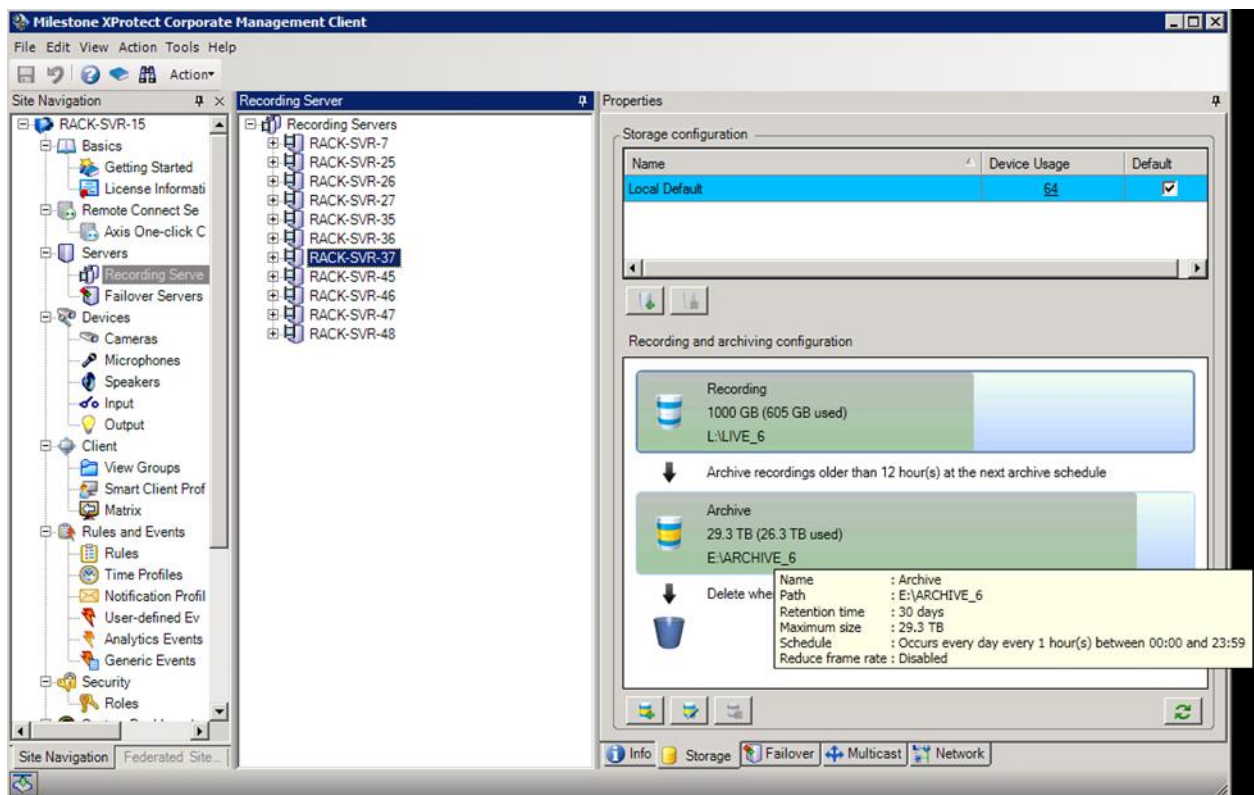 Milestone XProtect Corporate Management Client
File Edit View Action Tools Help
Action
Site Navigation
RACK-SVR-15
Basics
Getting Started
License Informati
Remote Connect Se
Axis One-click C
Servers
Recording Serve
Failover Servers
Devices
Cameras
Microphones
Speakers
Input
Output
Client
View Groups
Smart Client Prof
Matrix
Rules and Events
Rules
Time Profiles
Notification Profil
User-defined Ev
Analytics Events
Generic Events
Security
Roles
Site Navigation Federated Site...
Recording Server
Recording Servers
RACK-SVR-7
RACK-SVR-25
RACK-SVR-26
RACK-SVR-27
RACK-SVR-35
RACK-SVR-36
RACK-SVR-37
RACK-SVR-45
RACK-SVR-46
RACK-SVR-47
RACK-SVR-48
Properties
Storage configuration
Name Device Usage Default
Local Default 64
Recording and archiving configuration
Recording
1000 GB (605 GB used)
L:\LIVE_6
Archive recordings older than 12 hour(s) at the next archive schedule
Archive
29.3 TB (26.3 TB used)
E:\ARCHIVE_6
Delete whe
Name : Archive
Path : E:\ARCHIVE_6
Retention time : 30 days
Maximum size : 29.3 TB
Schedule : Occurs every day every 1 hour(s) between 00:00 and 23:59
Reduce frame rate : Disabled
Info Storage Failover Multicast Network